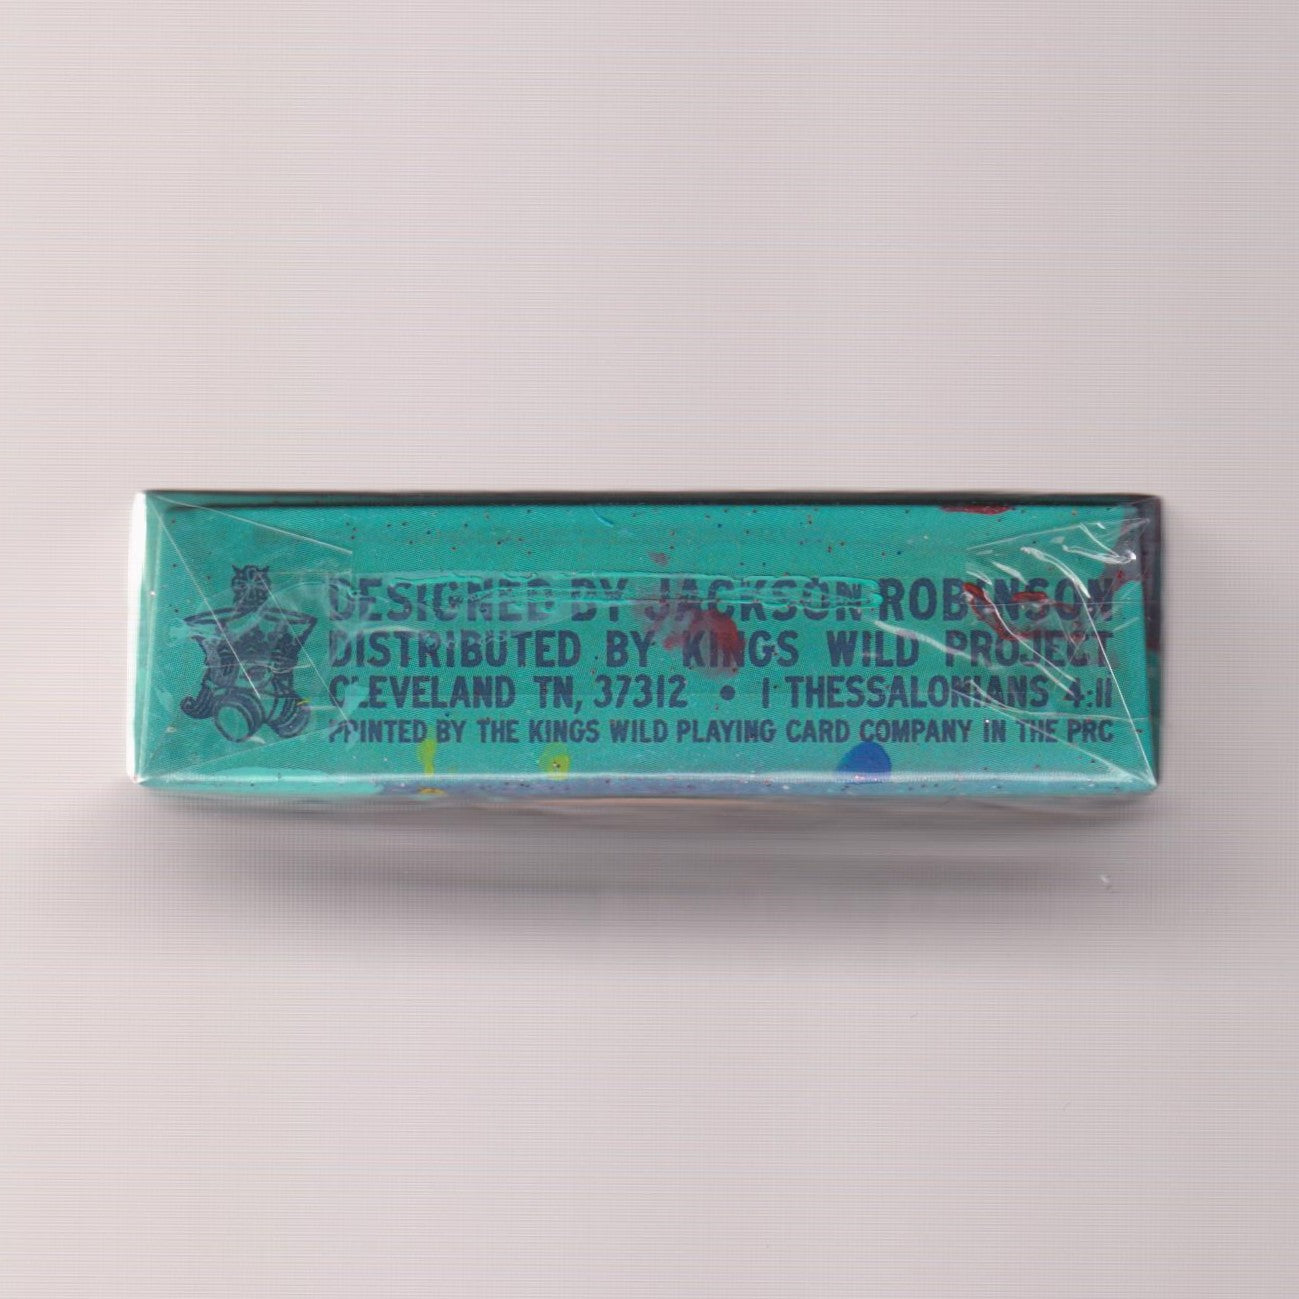 DESIGNED BY JACKSON ROBINSON
DISTRIBUTED BY KINGS WILD PROJECT
CLEVELAND TN, 37312 • 1 THESSALONIANS 4:11
PRINTED BY THE KINGS WILD PLAYING CARD COMPANY IN THE PRC